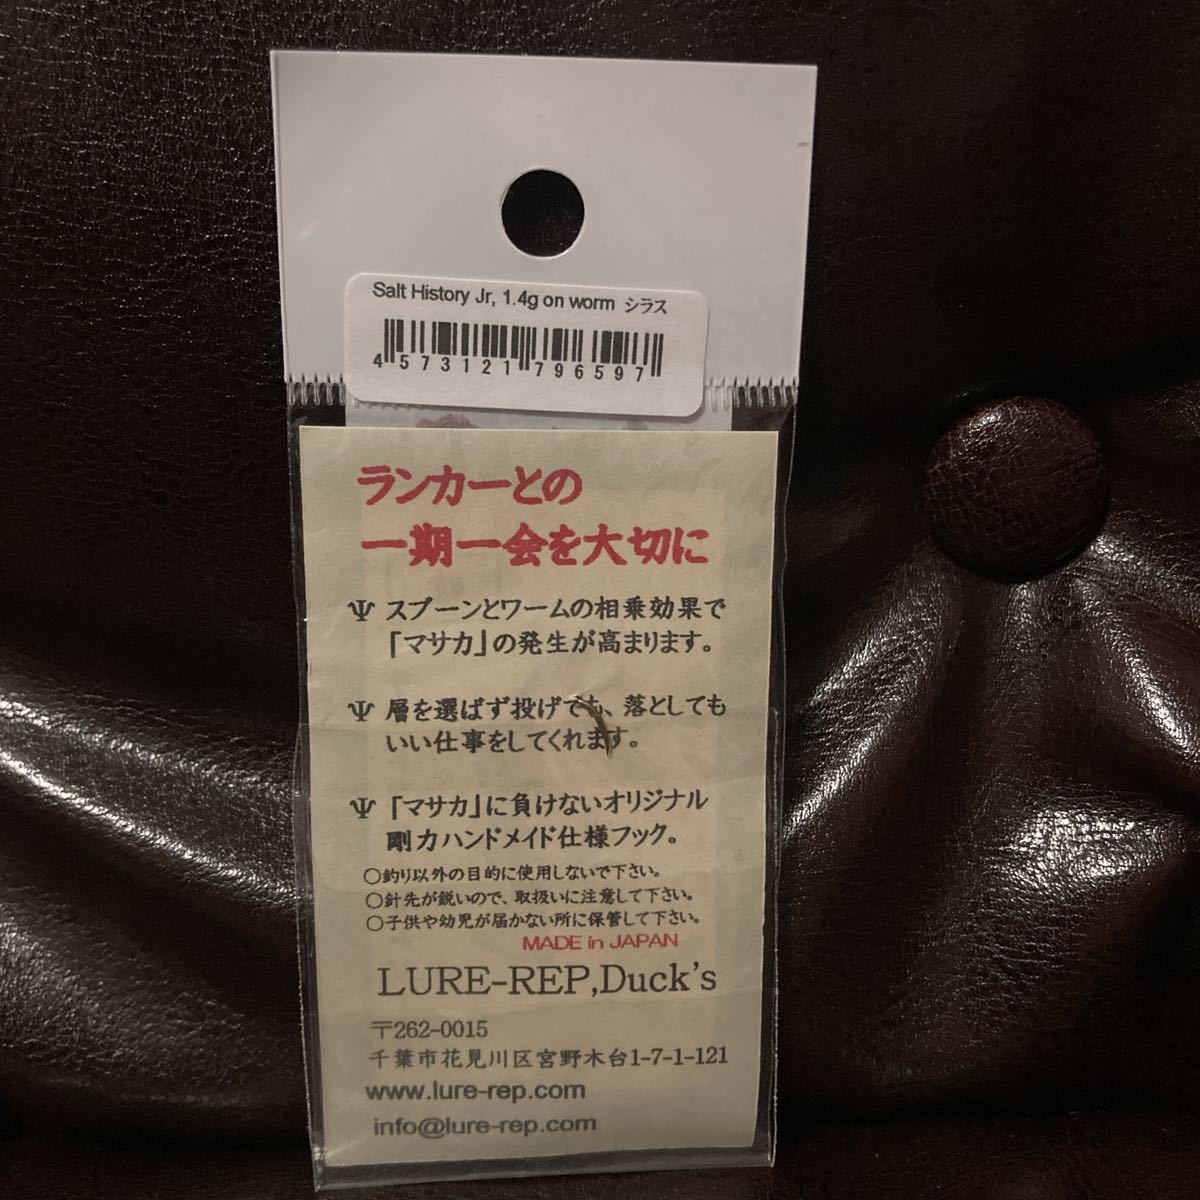 Salt History Jr, 1.4g on worm シラス
4573121796597
ランカーとの
一期一会を大切に
Ψ スプーンとワームの相乗効果で
「マサカ」の発生が高まります。
Ψ 層を選ばず投げても、落としても
いい仕事をしてくれます。
Ψ 「マサカ」に負けないオリジナル
剛力ハンドメイド仕様フック。
○釣り以外の目的に使用しないで下さい。
○針先が鋭いので、取扱いに注意して下さい。
○子供や幼児が届かない所に保管して下さい。
MADE in JAPAN
LURE-REP,Duck's
〒262-0015
千葉市花見川区宮野木台1-7-1-121
www.lure-rep.com
info@lure-rep.com